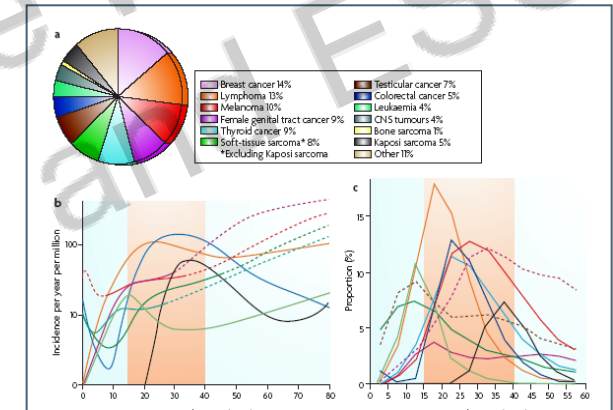 a
Breast cancer 14%
Lymphoma 13%
Melanoma 10%
Female genital tract cancer 9%
Thyroid cancer 9%
Soft-tissue sarcoma* 8%
*Excluding Kaposi sarcoma
Testicular cancer 7%
Colorectal cancer 5%
Leukaemia 4%
CNS tumours 4%
Bone sarcoma 1%
Kaposi sarcoma 5%
Other 11%
b
Incidence per year per million
100
10
0
0 10 20 30 40 50 60 70 80
c
Proportion (%)
15
10
5
0
0 3 5 10 15 20 25 30 35 40 45 50 55 60
and ES